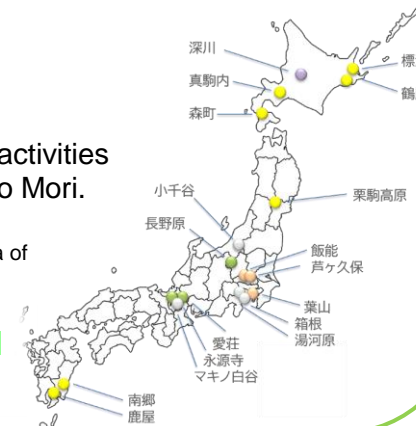 深川
標
真駒内
鶴
森町
activities
o Mori.
小千谷
栗駒高原
a of
長野原
飯能
芦ヶ久保
葉山
箱根
湯河原
愛荘
永源寺
マキノ白谷
南郷
鹿屋